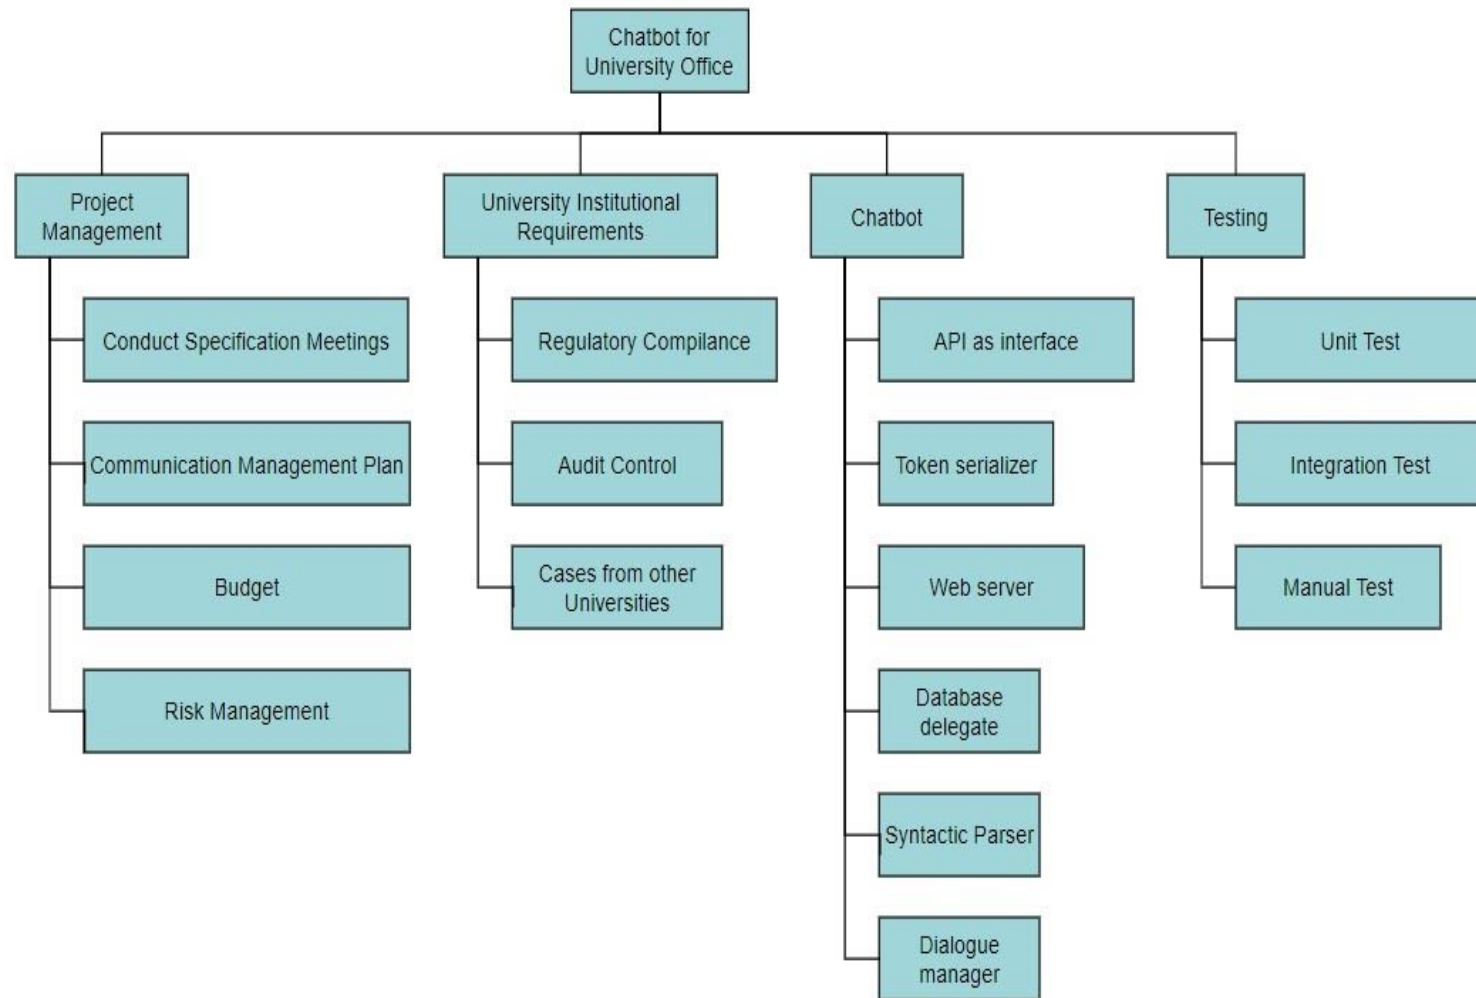 Chatbot for
University Office
Project
Management
University Institutional
Requirements
Chatbot
Testing
Conduct Specification Meetings
Communication Management Plan
Budget
Risk Management
Regulatory Compilance
Audit Control
Cases from other
Universities
API as interface
Token serializer
Web server
Database
delegate
Syntactic Parser
Dialogue
manager
Unit Test
Integration Test
Manual Test